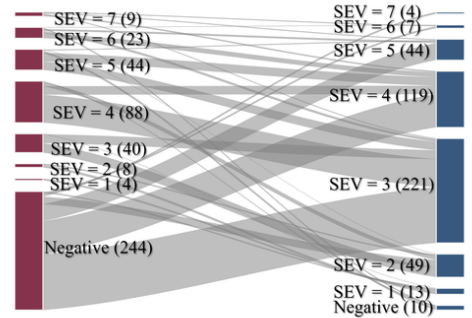 SEV = 7 (9)
SEV = 6 (23)
SEV = 5 (44)
SEV = 4 (88)
SEV = 3 (40)
SEV = 2 (8)
SEV = 1 (4)
Negative (244)
SEV = 7 (4)
SEV = 6 (7)
SEV = 5 (44)
SEV = 4 (119)
SEV = 3 (221)
SEV = 2 (49)
SEV = 1 (13)
Negative (10)